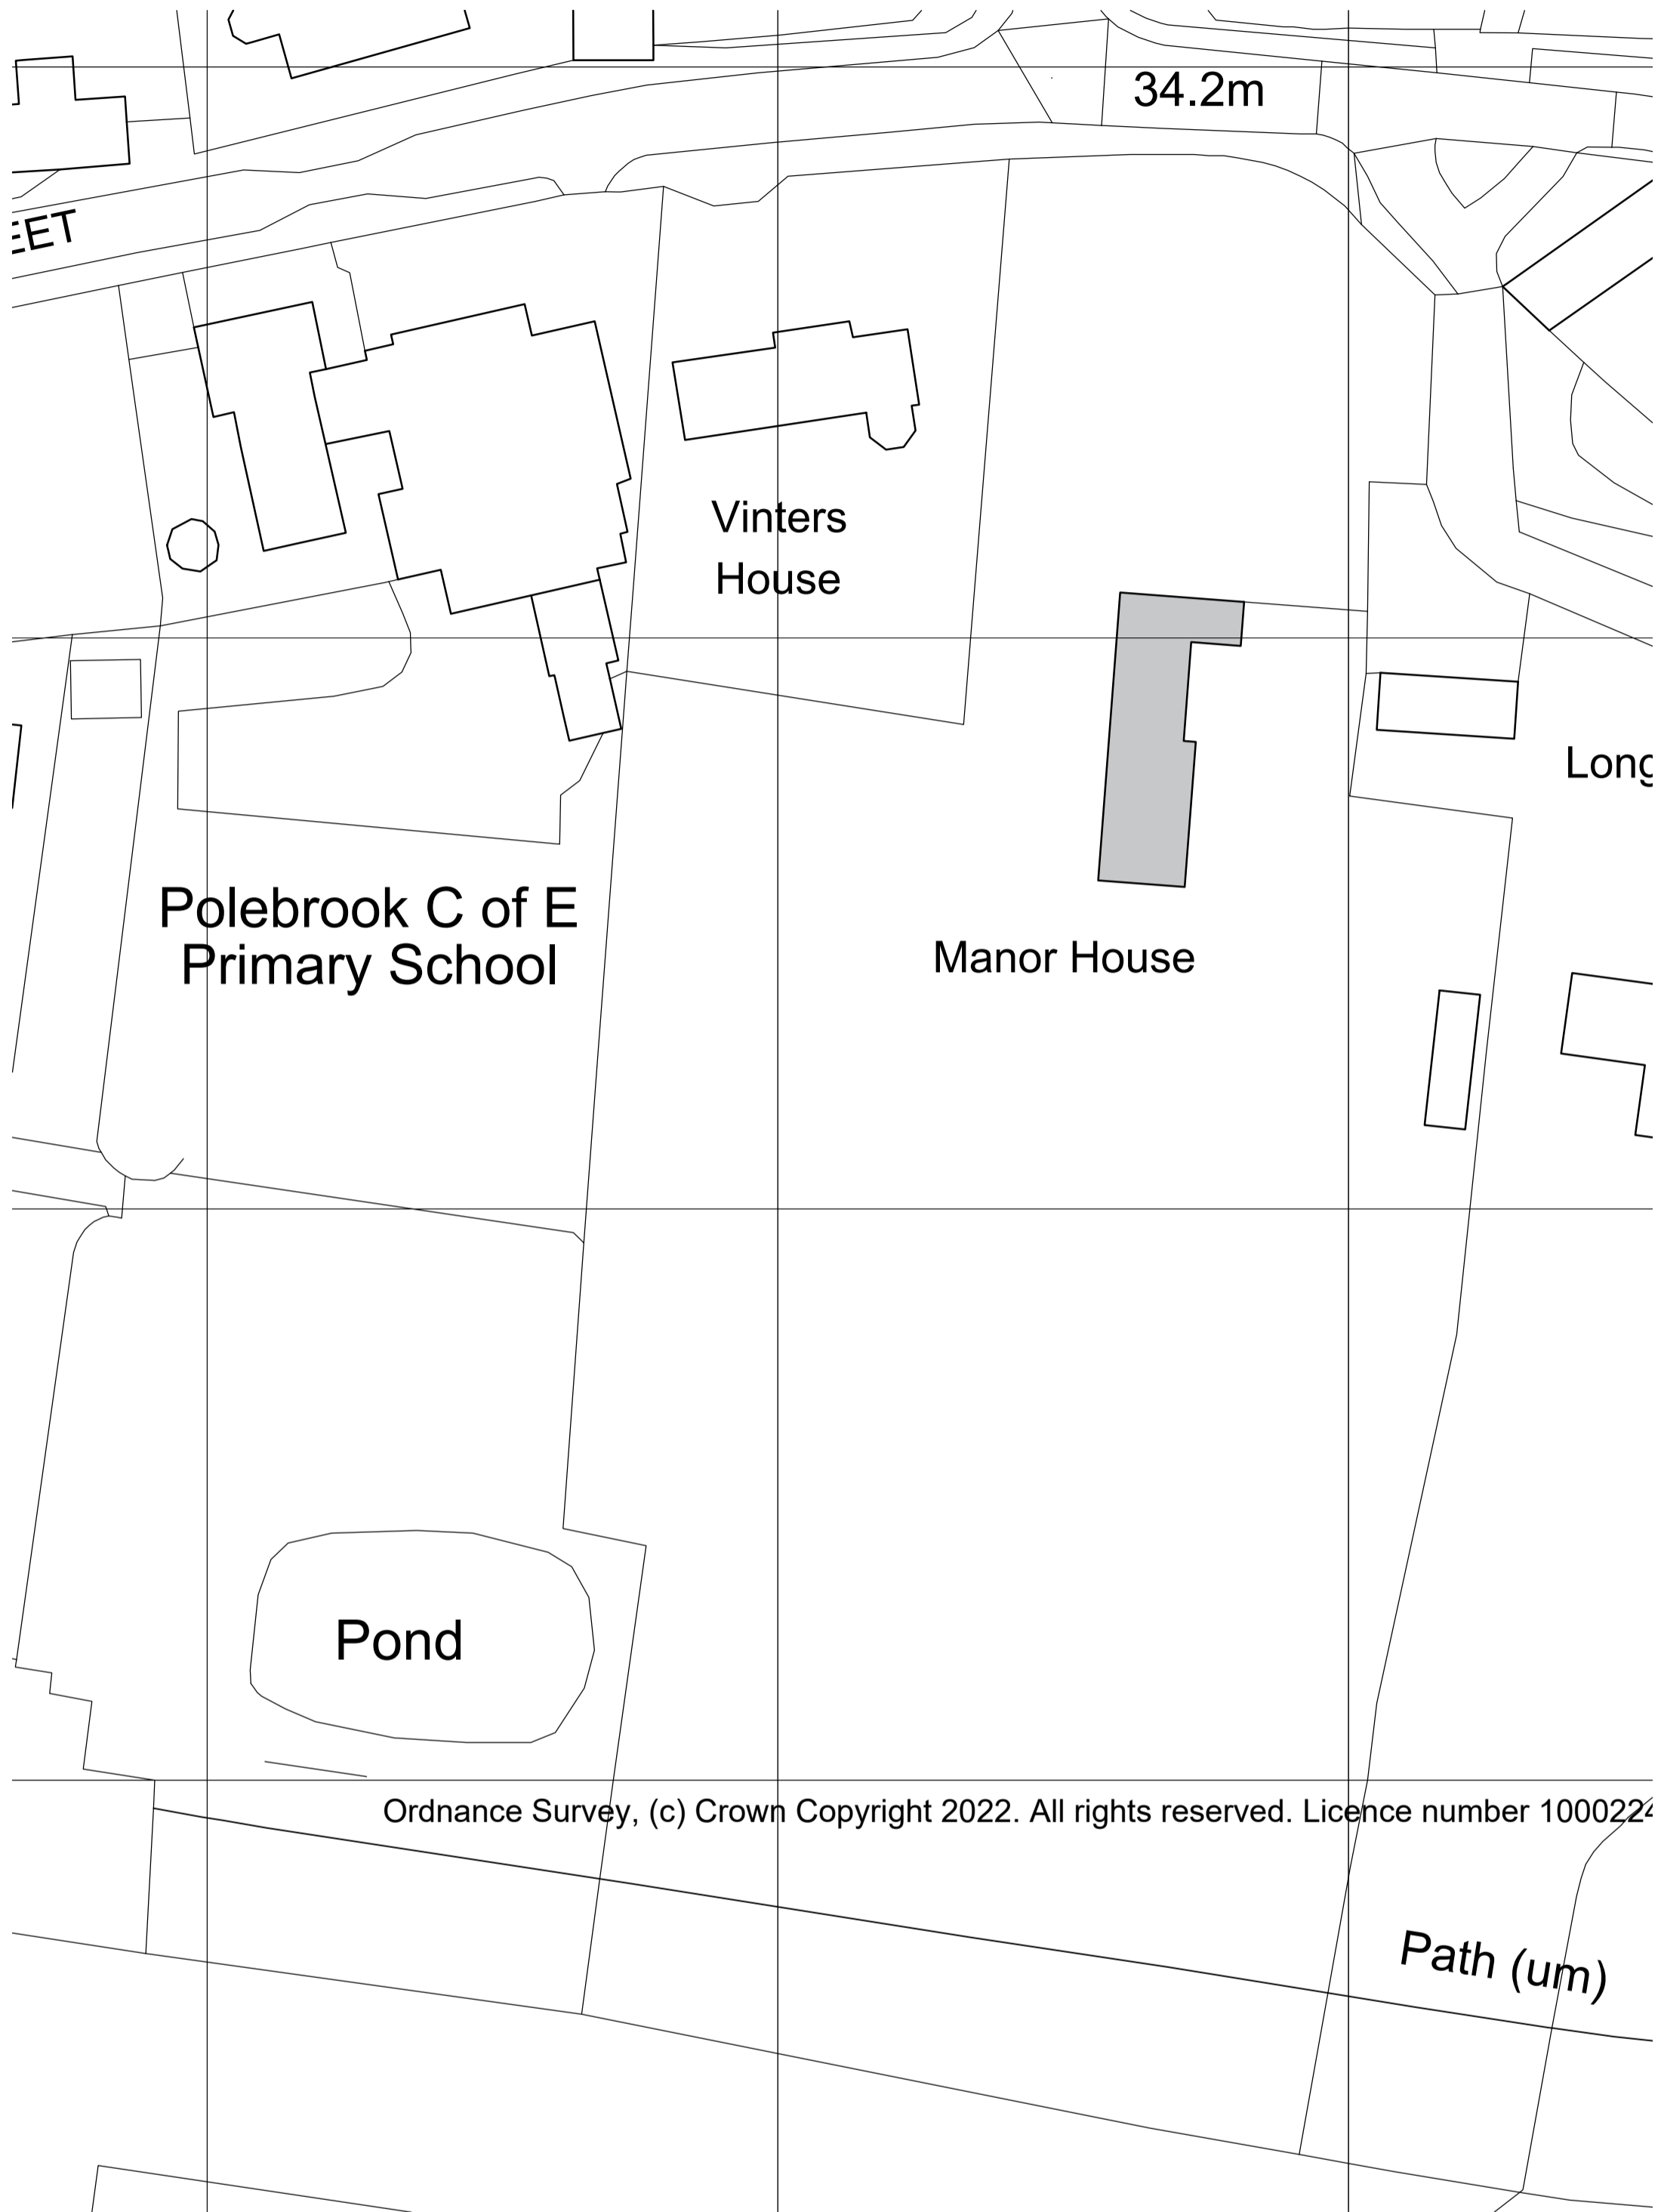 34.2m
EET
Vinters
House
Long
Polebrook C of E
Primary School
Manor House
Pond
Ordnance Survey, (c) Crown Copyright 2022. All rights reserved. Licence number 1000224
Path (um)